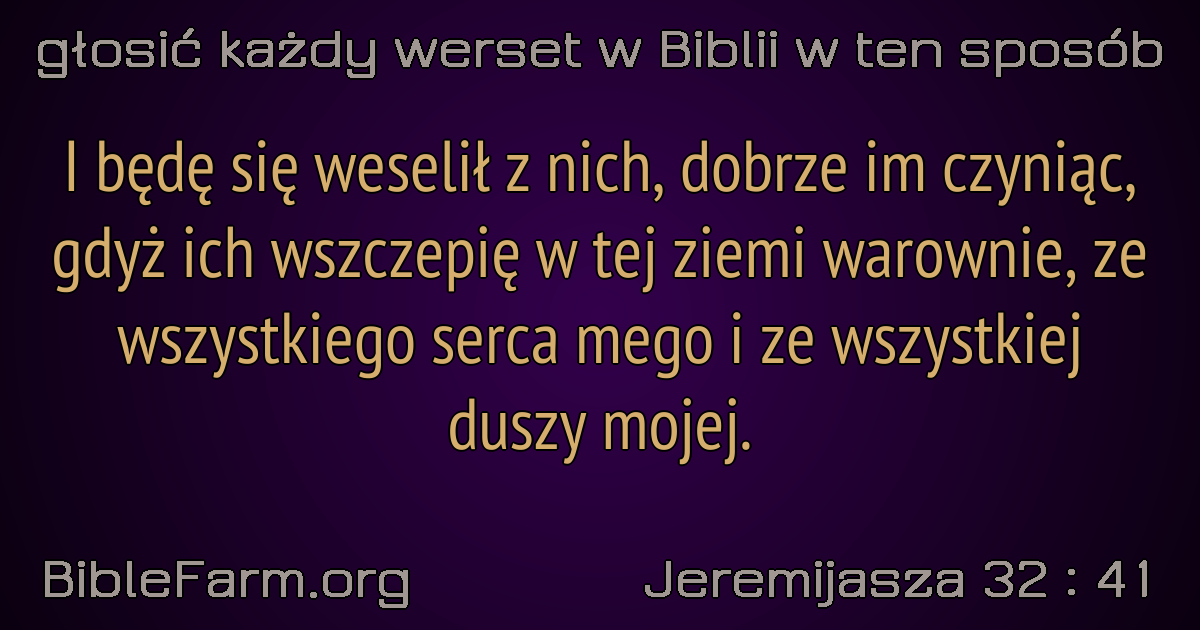 głosić każdy werset w Biblii w ten sposób
I będę się weselił z nich, dobrze im czyniąc,
gdyż ich wszczepię w tej ziemi warownie, ze
wszystkiego serca mego i ze wszystkiej
duszy mojej.
BibleFarm.org
Jeremijasza 32 : 41